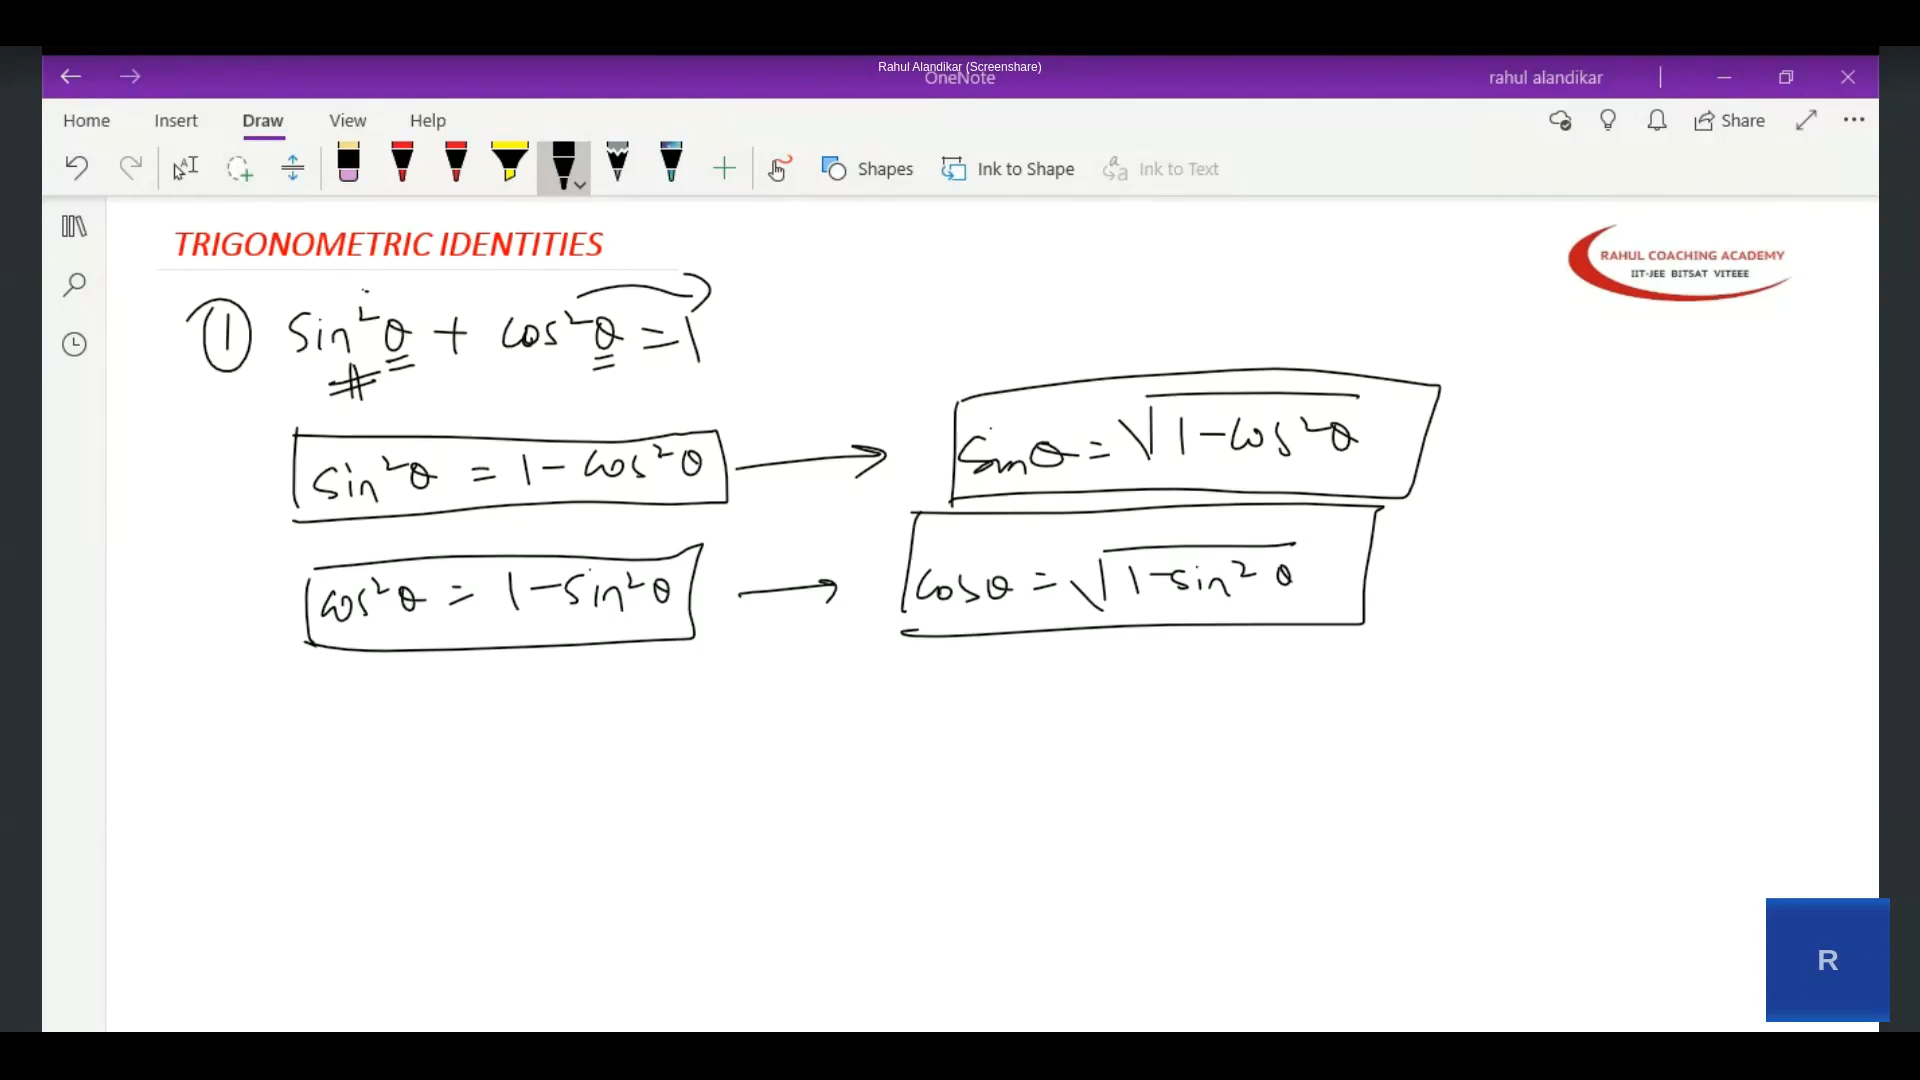 Rahul Alandikar (Screenshare)
OneNote
rahul alandikar
Home Insert Draw View Help
Share
Shapes Ink to Shape Ink to Text
TRIGONOMETRIC IDENTITIES
RAHUL COACHING ACADEMY
IIT-JEE BITSAT VITEEE
① sin²θ + cos²θ = 1
sin²θ = 1 - cos²θ → sinθ = √1-cos²θ
cos²θ = 1 - sin²θ → cosθ = √1-sin²θ
R